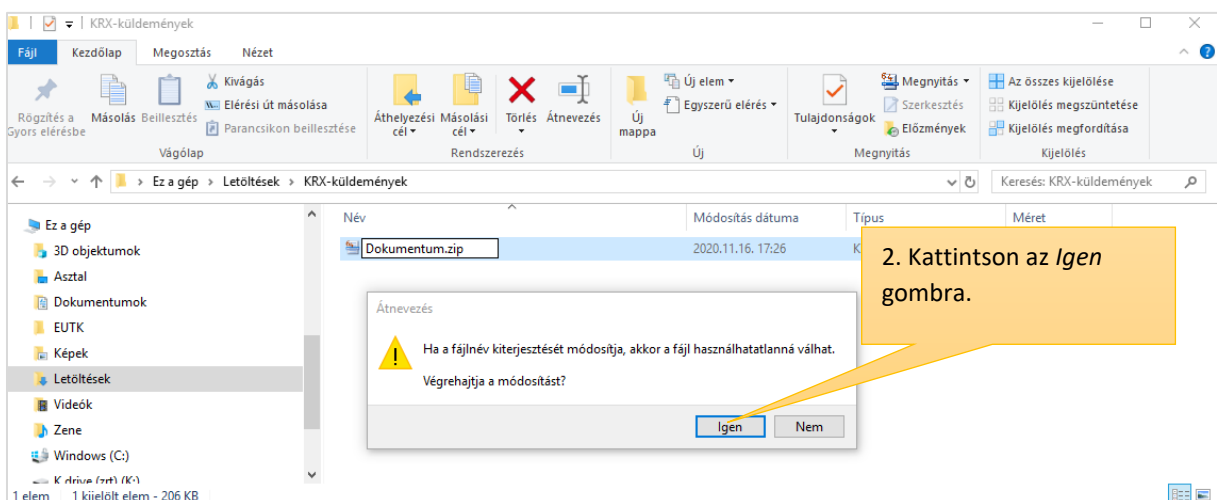 KRX-küldemények
Fájl Kezdőlap Megosztás Nézet
Rögzítés a Gyors elérésbe
Másolás
Beillesztés
Kivágás
Elérési út másolása
Parancsikon beillesztése
Vágólap
Áthelyezési cél
Másolási cél
Törlés
Átnevezés
Rendszerezés
Új mappa
Új elem
Egyszerű elérés
Új
Tulajdonságok
Megnyitás
Szerkesztés
Előzmények
Megnyitás
Az összes kijelölése
Kijelölés megszüntetése
Kijelölés megfordítása
Kijelölés
Ez a gép > Letöltések > KRX-küldemények
Keresés: KRX-küldemények
Ez a gép
3D objektumok
Asztal
Dokumentumok
EUTK
Képek
Letöltések
Videók
Zene
Windows (C:)
K drive (zrt) (K:)
Név Módosítás dátuma Típus Méret
Dokumentum.zip 2020.11.16. 17:26 K
2. Kattintson az Igen
gombra.
Átnevezés
Ha a fájlnév kiterjesztését módosítja, akkor a fájl használhatatlanná válhat.
Végrehajtja a módosítást?
Igen Nem
1 elem 1 kijelölt elem - 206 KB